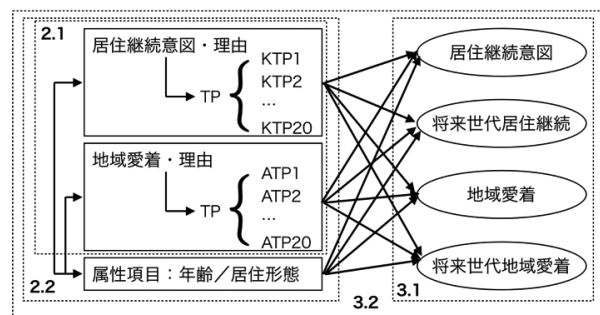 2.1
居住継続意図・理由
TP
KTP1
KTP2
...
KTP20
地域愛着・理由
TP
ATP1
ATP2
...
ATP20
属性項目：年齢／居住形態
2.2
居住継続意図
将来世代居住継続
地域愛着
将来世代地域愛着
3.1
3.2